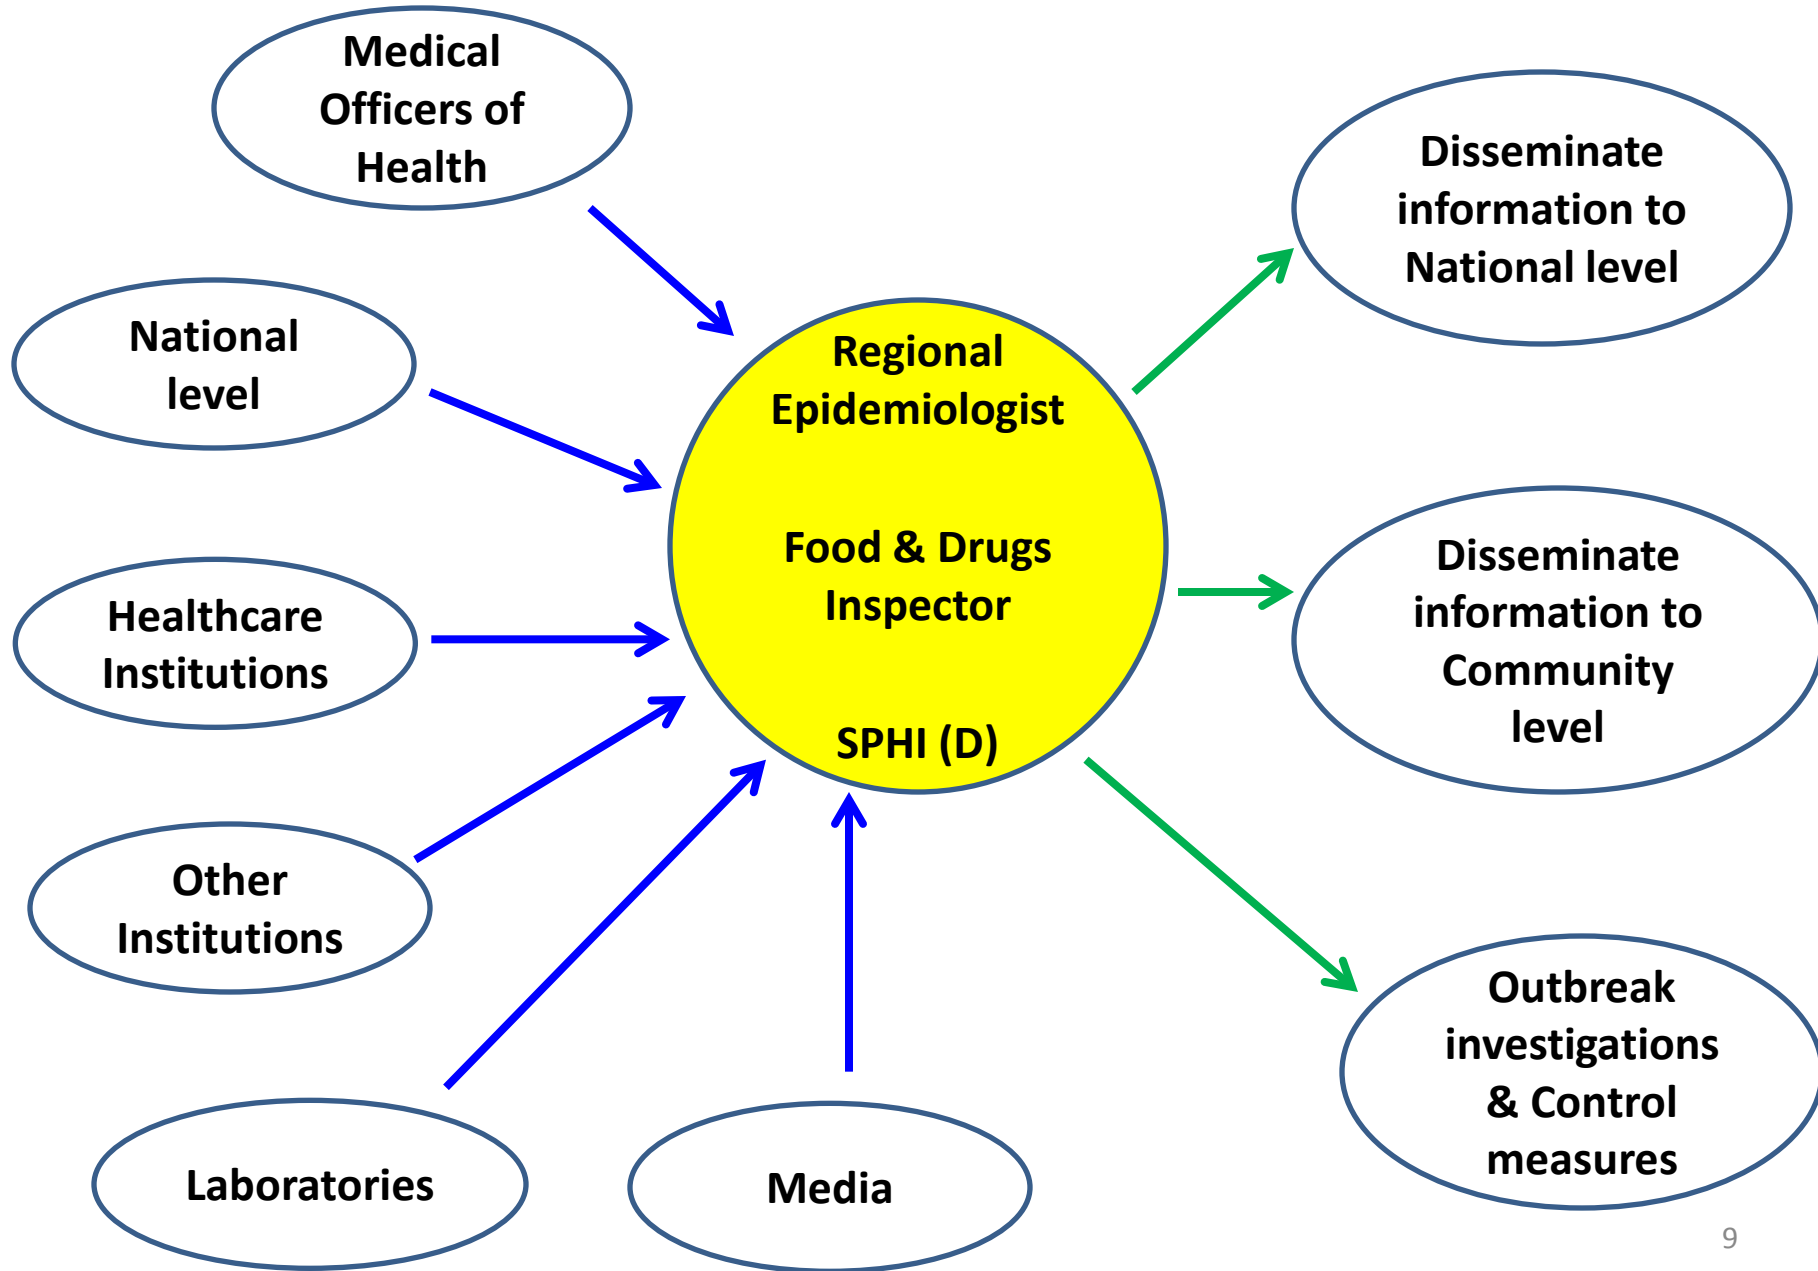 Medical
Officers of
Health
National
level
Healthcare
Institutions
Other
Institutions
Laboratories
Media
Regional
Epidemiologist
Food & Drugs
Inspector
SPHI (D)
Disseminate
information to
National level
Disseminate
information to
Community
level
Outbreak
investigations
& Control
measures
9